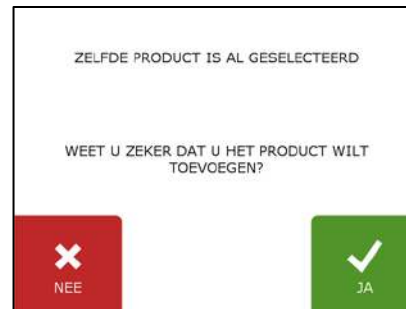 ZELFDE PRODUCT IS AL GESELECTEERD
WEET U ZEKER DAT U HET PRODUCT WILT
TOEVOEGEN?
NEE
JA